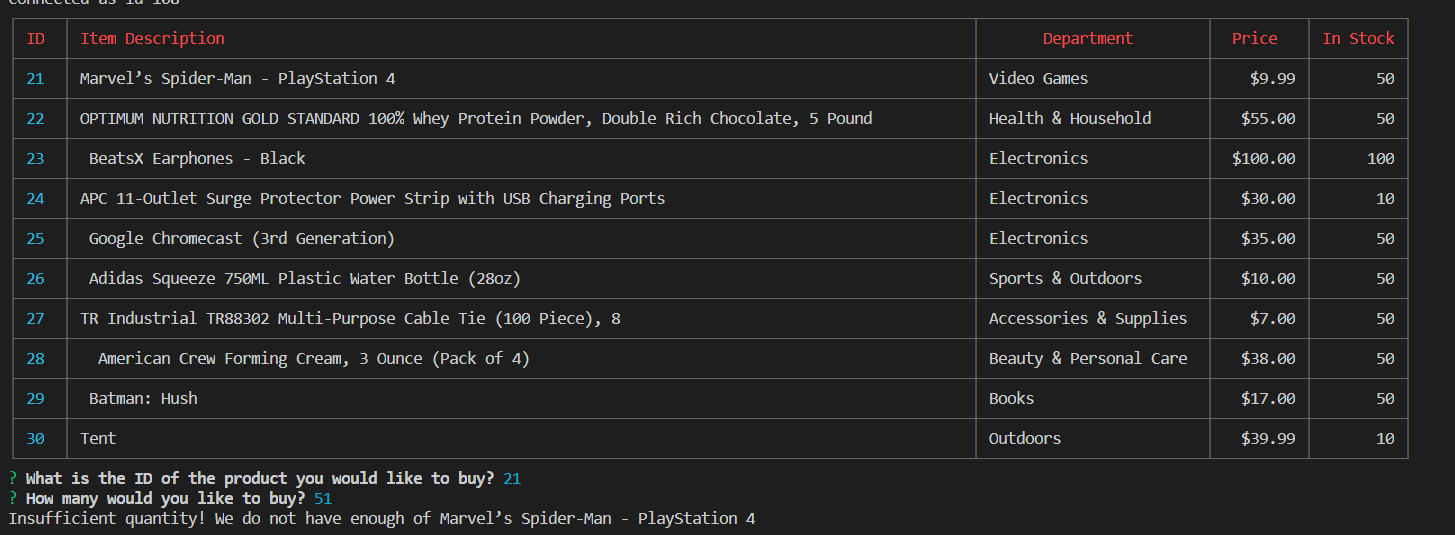 connected as id 108
ID Item Description Department Price In Stock
21 Marvel’s Spider-Man - PlayStation 4 Video Games $9.99 50
22 OPTIMUM NUTRITION GOLD STANDARD 100% Whey Protein Powder, Double Rich Chocolate, 5 Pound Health & Household $55.00 50
23 BeatsX Earphones - Black Electronics $100.00 100
24 APC 11-Outlet Surge Protector Power Strip with USB Charging Ports Electronics $30.00 10
25 Google Chromecast (3rd Generation) Electronics $35.00 50
26 Adidas Squeeze 750ML Plastic Water Bottle (28oz) Sports & Outdoors $10.00 50
27 TR Industrial TR88302 Multi-Purpose Cable Tie (100 Piece), 8 Accessories & Supplies $7.00 50
28 American Crew Forming Cream, 3 Ounce (Pack of 4) Beauty & Personal Care $38.00 50
29 Batman: Hush Books $17.00 50
30 Tent Outdoors $39.99 10
? What is the ID of the product you would like to buy? 21
? How many would you like to buy? 51
Insufficient quantity! We do not have enough of Marvel’s Spider-Man - PlayStation 4